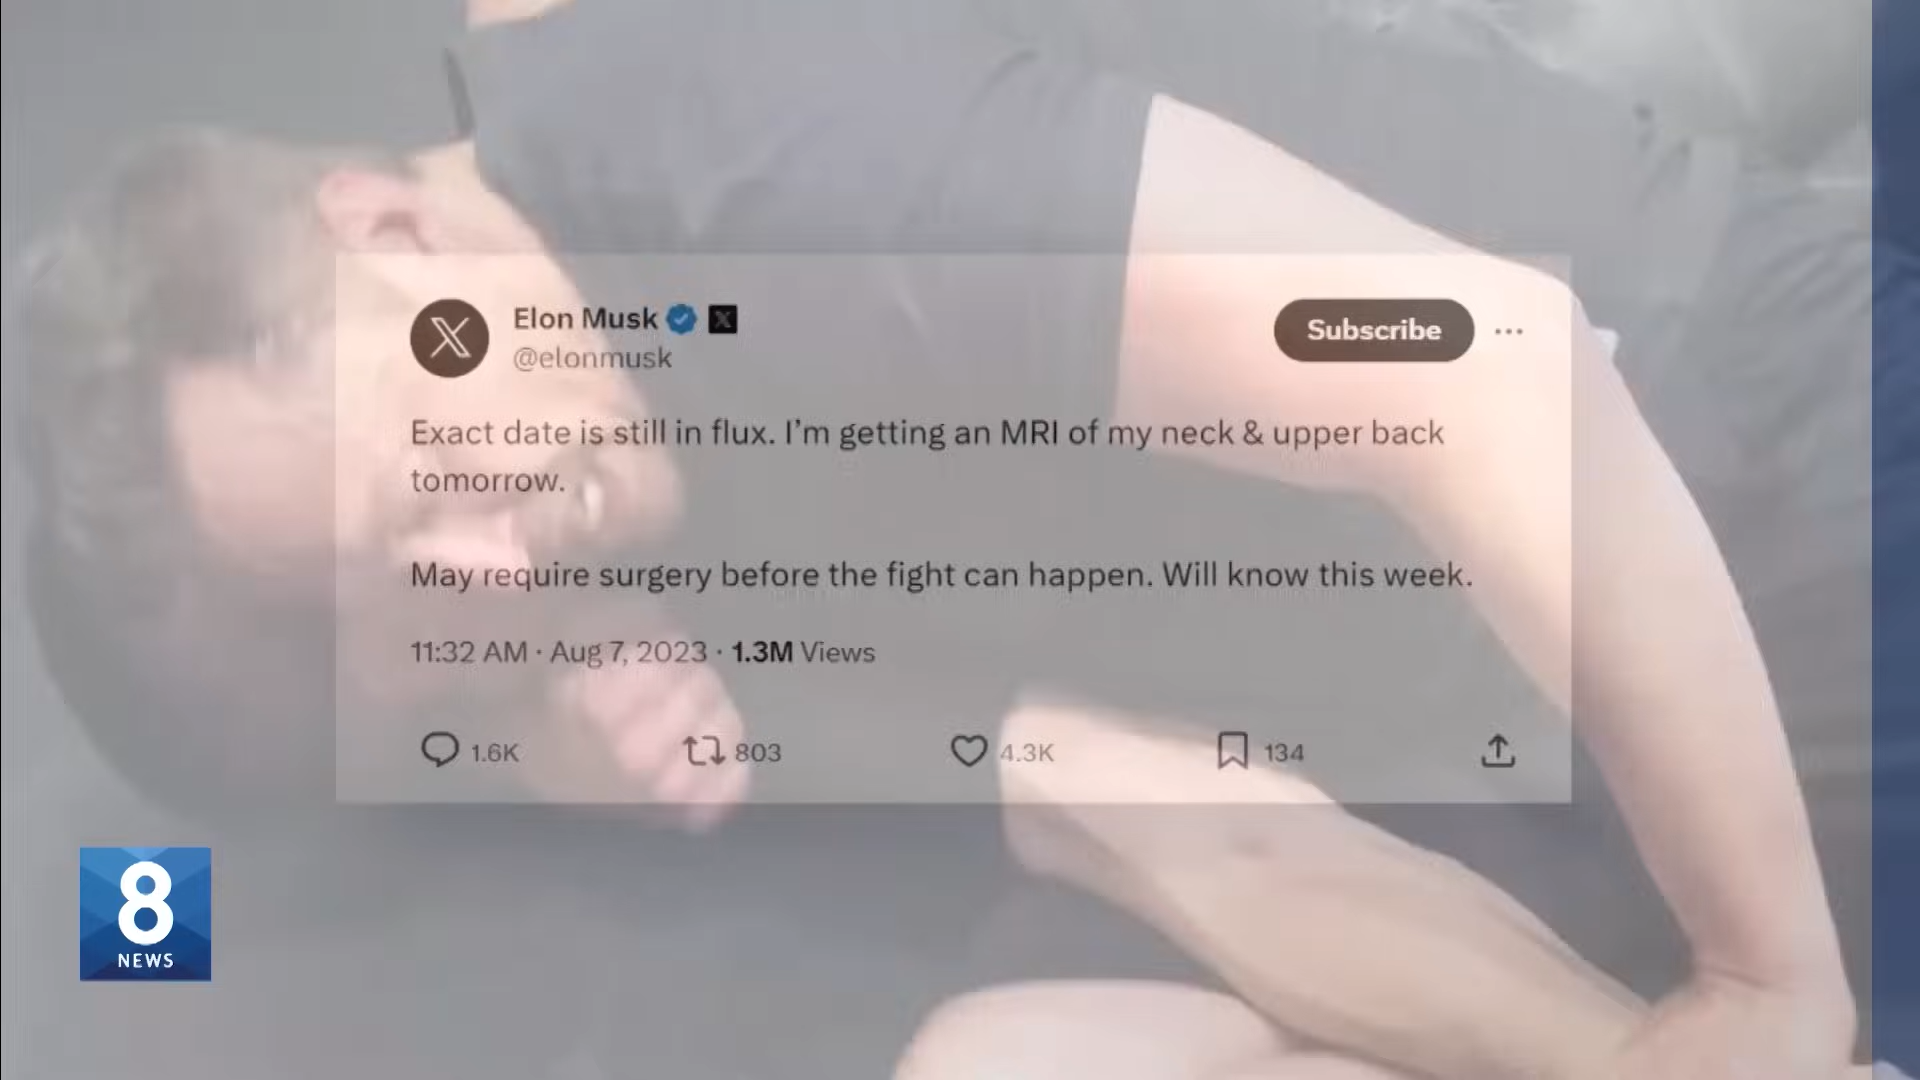 Elon Musk
@elonmusk
Subscribe
Exact date is still in flux. I’m getting an MRI of my neck & upper back
tomorrow.
May require surgery before the fight can happen. Will know this week.
11:32 AM · Aug 7, 2023 · 1.3M Views
1.6K 803 4.3K 134
8
NEWS